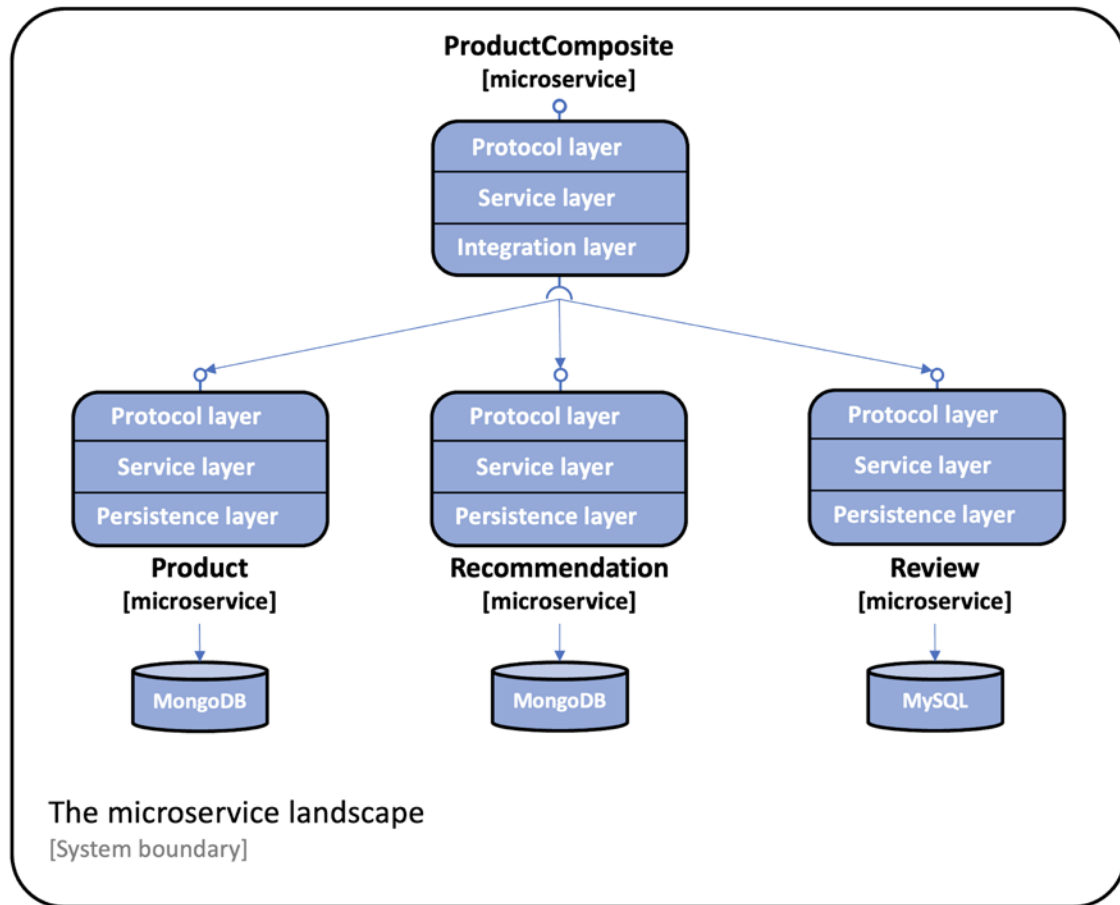 ProductComposite
[microservice]
Protocol layer
Service layer
Integration layer
Protocol layer
Service layer
Persistence layer
Product
[microservice]
MongoDB
Protocol layer
Service layer
Persistence layer
Recommendation
[microservice]
MongoDB
Protocol layer
Service layer
Persistence layer
Review
[microservice]
MySQL
The microservice landscape
[System boundary]